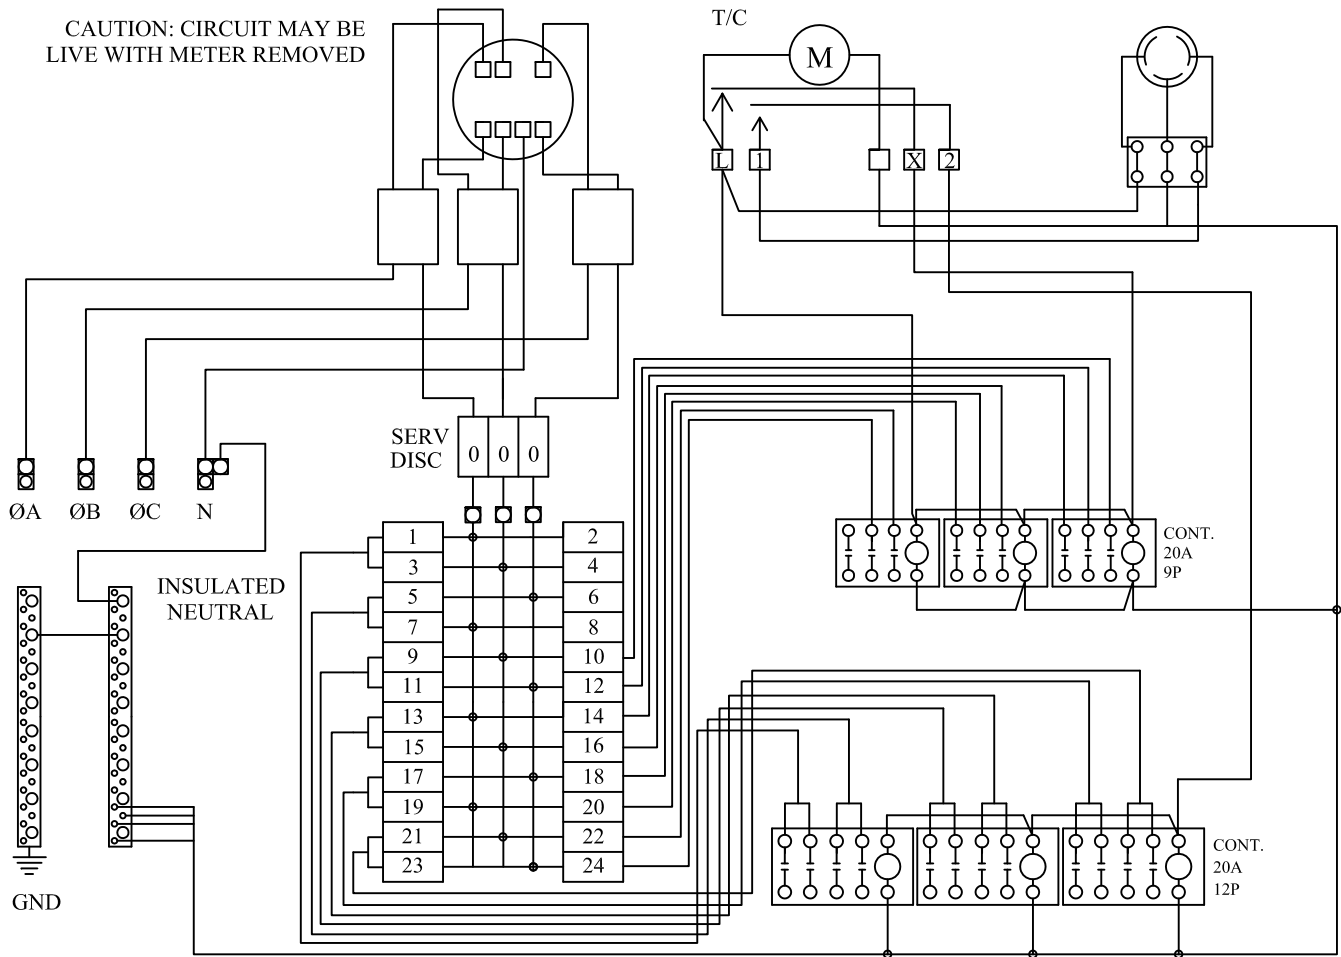 CAUTION: CIRCUIT MAY BE
LIVE WITH METER REMOVED
T/C
M
L 1 X 2
SERV
DISC
0 0 0
ØA ØB ØC N
INSULATED
NEUTRAL
GND
1 2
3 4
5 6
7 8
9 10
11 12
13 14
15 16
17 18
19 20
21 22
23 24
CONT.
20A
9P
CONT.
20A
12P